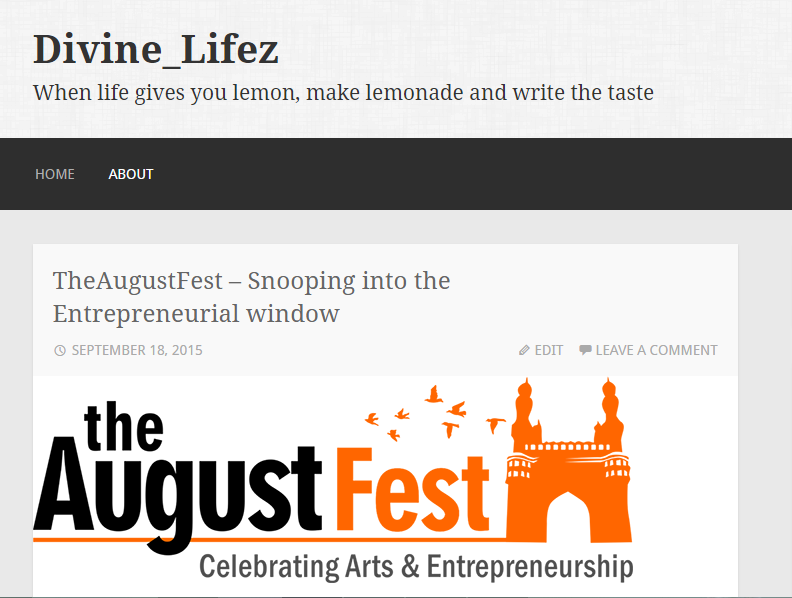 Divine_Lifez
When life gives you lemon, make lemonade and write the taste
HOME ABOUT
TheAugustFest – Snooping into the
Entrepreneurial window
SEPTEMBER 18, 2015 EDIT LEAVE A COMMENT
the
August Fest
Celebrating Arts & Entrepreneurship